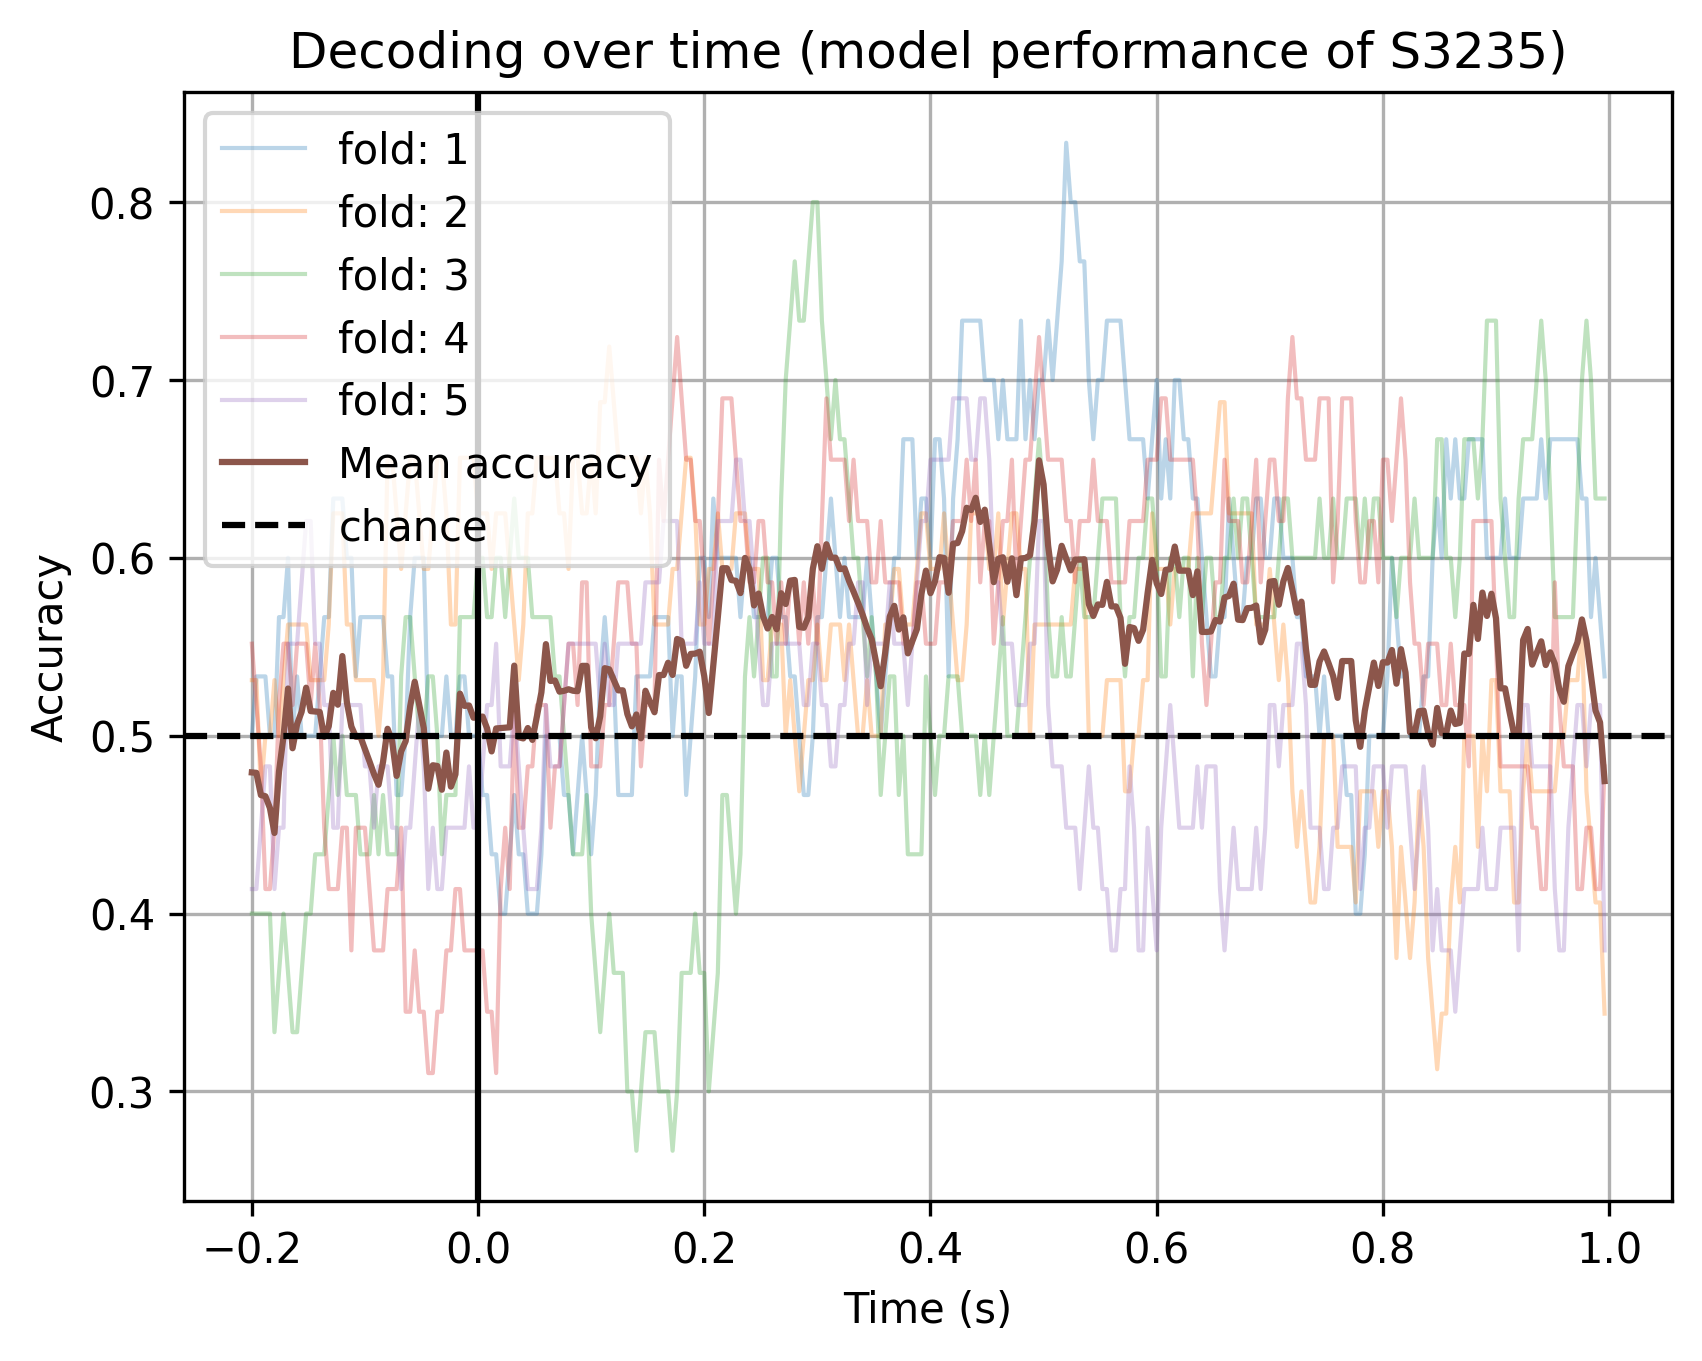 Decoding over time (model performance of S3235)
fold: 1
fold: 2
fold: 3
fold: 4
fold: 5
Mean accuracy
chance
Accuracy
0.8
0.7
0.6
0.5
0.4
0.3
−0.2 0.0 0.2 0.4 0.6 0.8 1.0
Time (s)